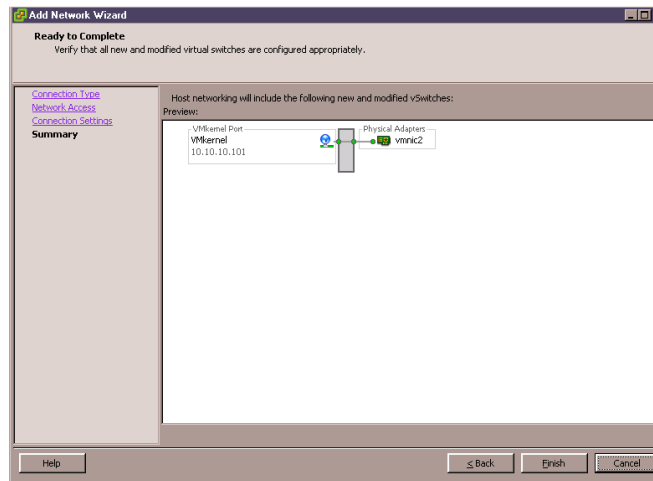 Add Network Wizard
Ready to Complete
Verify that all new and modified virtual switches are configured appropriately.
Connection Type
Network Access
Connection Settings
Summary
Host networking will include the following new and modified vSwitches:
Preview:
VMkernel Port
Physical Adapters
VMkernel
vmnic2
10.10.10.101
Help
< Back
Finish
Cancel